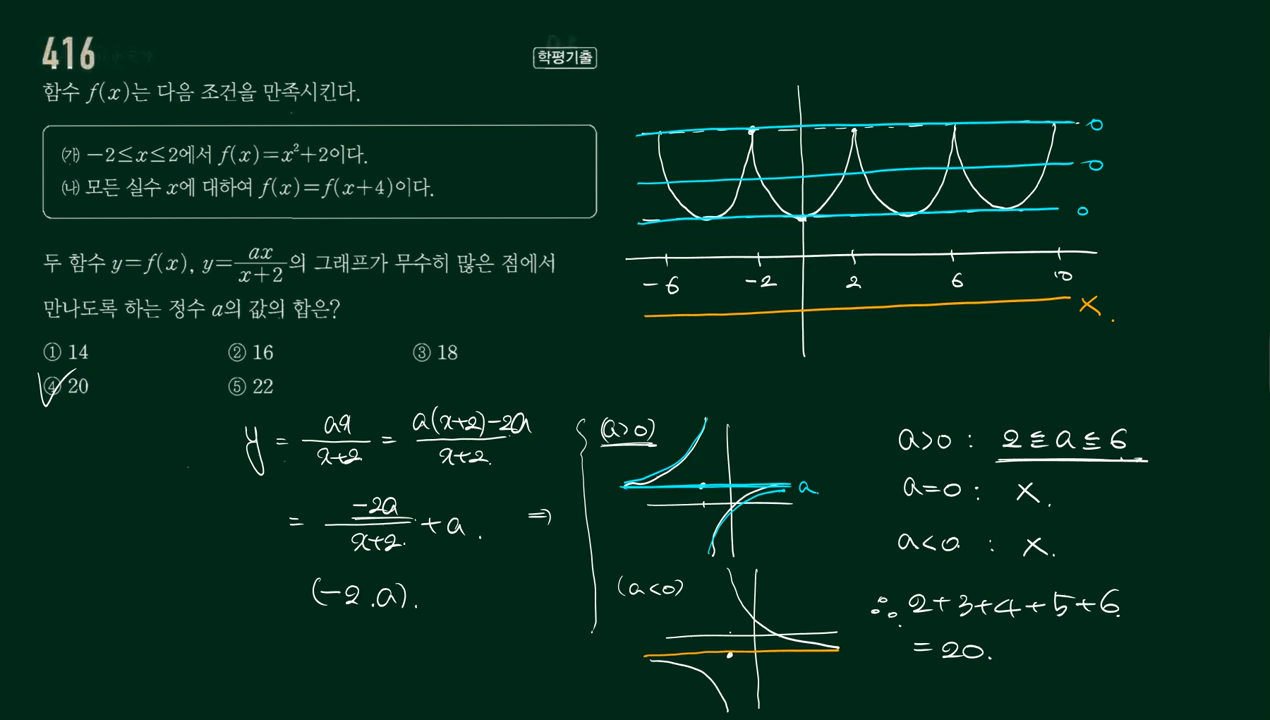 416
학평기출
함수 f(x)는 다음 조건을 만족시킨다.
㈎ −2≤x≤2에서 f(x)=x²+2이다.
㈏ 모든 실수 x에 대하여 f(x)=f(x+4)이다.
두 함수 y=f(x), y=ax/(x+2)의 그래프가 무수히 많은 점에서
만나도록 하는 정수 a의 값의 합은?
① 14 ② 16 ③ 18
④ 20 ⑤ 22
0
0
0
-6 -2 2 6 10
X.
y = ax/(x+2) = (a(x+2)-2a)/(x+2)
= -2a/(x+2) + a. ⇒
(-2, a).
(a>0)
a
(a<0)
a>0 : 2≦a≦6
a=0 : X.
a<0 : X.
∴ 2+3+4+5+6
=20.